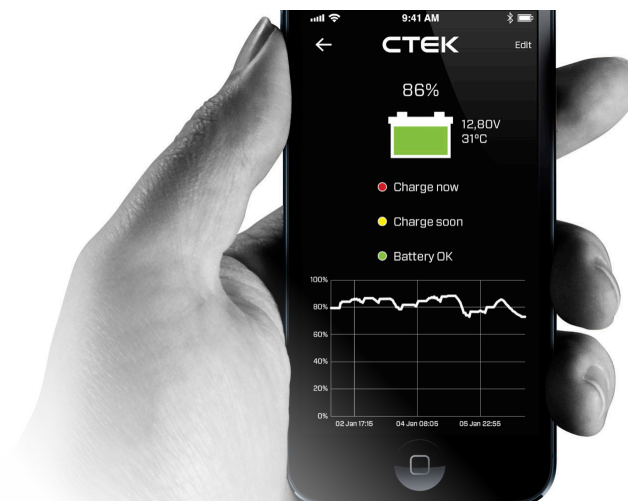 9:41 AM
CTEK
Edit
86%
12,80V
31°C
Charge now
Charge soon
Battery OK
100%
80%
60%
40%
20%
0%
02 Jan 17:15
04 Jan 08:05
05 Jan 22:55